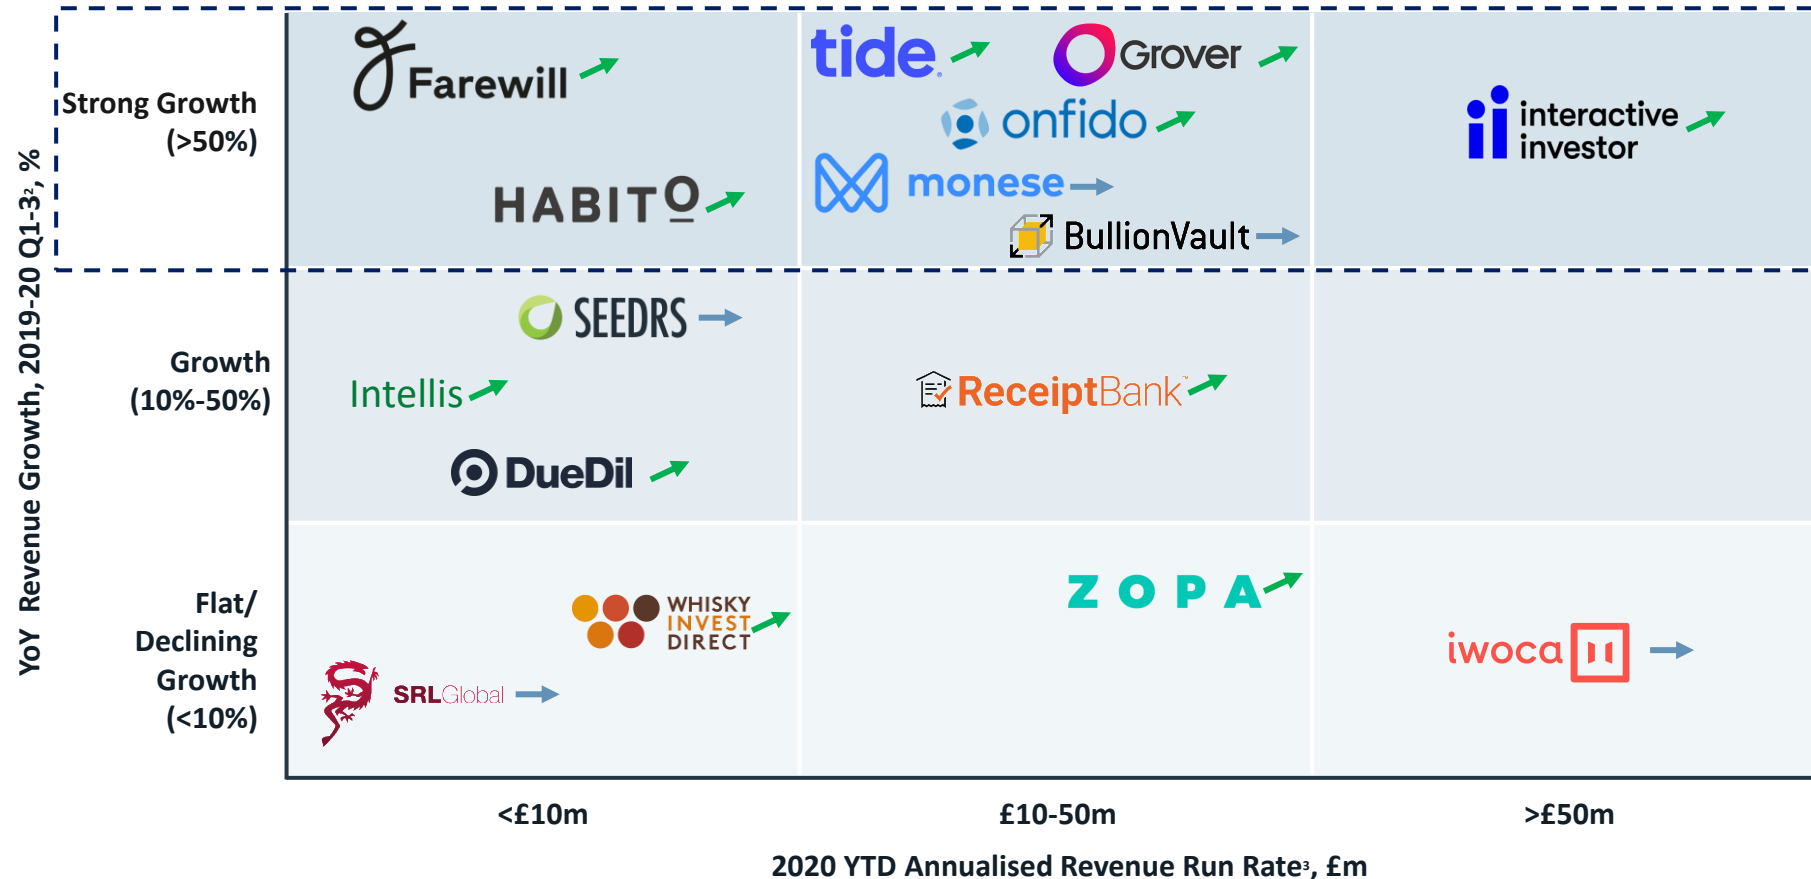 YoY Revenue Growth, 2019-20 Q1-3², %
Strong Growth
(>50%)
Farewill
tide
Grover
onfido
interactive
investor
HABITO
monese
BullionVault
Growth
(10%-50%)
SEEDRS
Intellis
ReceiptBank™
DueDil
Flat/
Declining
Growth
(<10%)
WHISKY
INVEST
DIRECT
ZOPA
iwoca
SRLGlobal
<£10m
£10-50m
>£50m
2020 YTD Annualised Revenue Run Rate³, £m